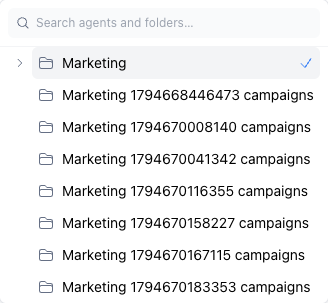 Search agents and folders...
Marketing
Marketing 1794668446473 campaigns
Marketing 1794670008140 campaigns
Marketing 1794670041342 campaigns
Marketing 1794670116355 campaigns
Marketing 1794670158227 campaigns
Marketing 1794670167115 campaigns
Marketing 1794670183353 campaigns